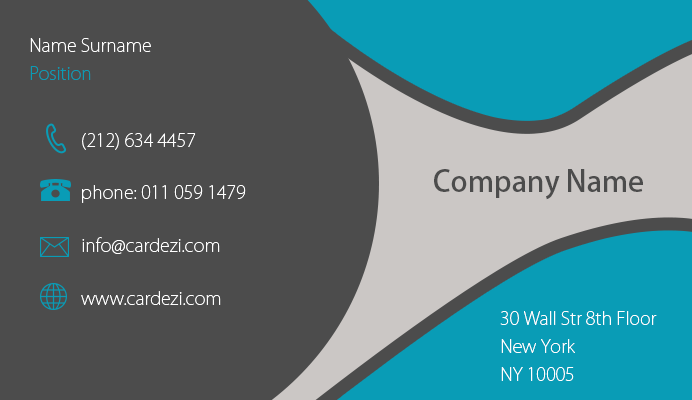 Name Surname
Position
(212) 634 4457
phone: 011 059 1479
info@cardezi.com
www.cardezi.com
Company Name
30 Wall Str 8th Floor
New York
NY 10005